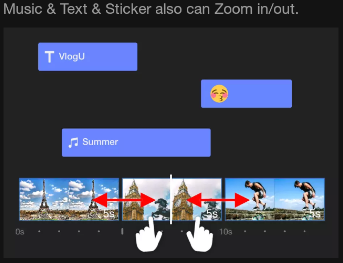 Music & Text & Sticker also can Zoom in/out.
T VlogU
Summer
5s 5s 5s
0s 10s